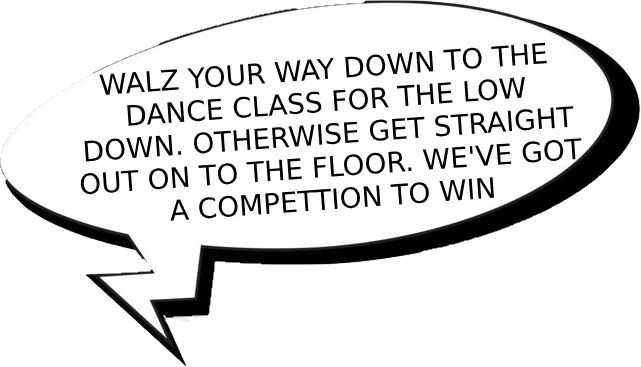 WALZ YOUR WAY DOWN TO THE
DANCE CLASS FOR THE LOW
DOWN. OTHERWISE GET STRAIGHT
OUT ON TO THE FLOOR. WE'VE GOT
A COMPETTION TO WIN